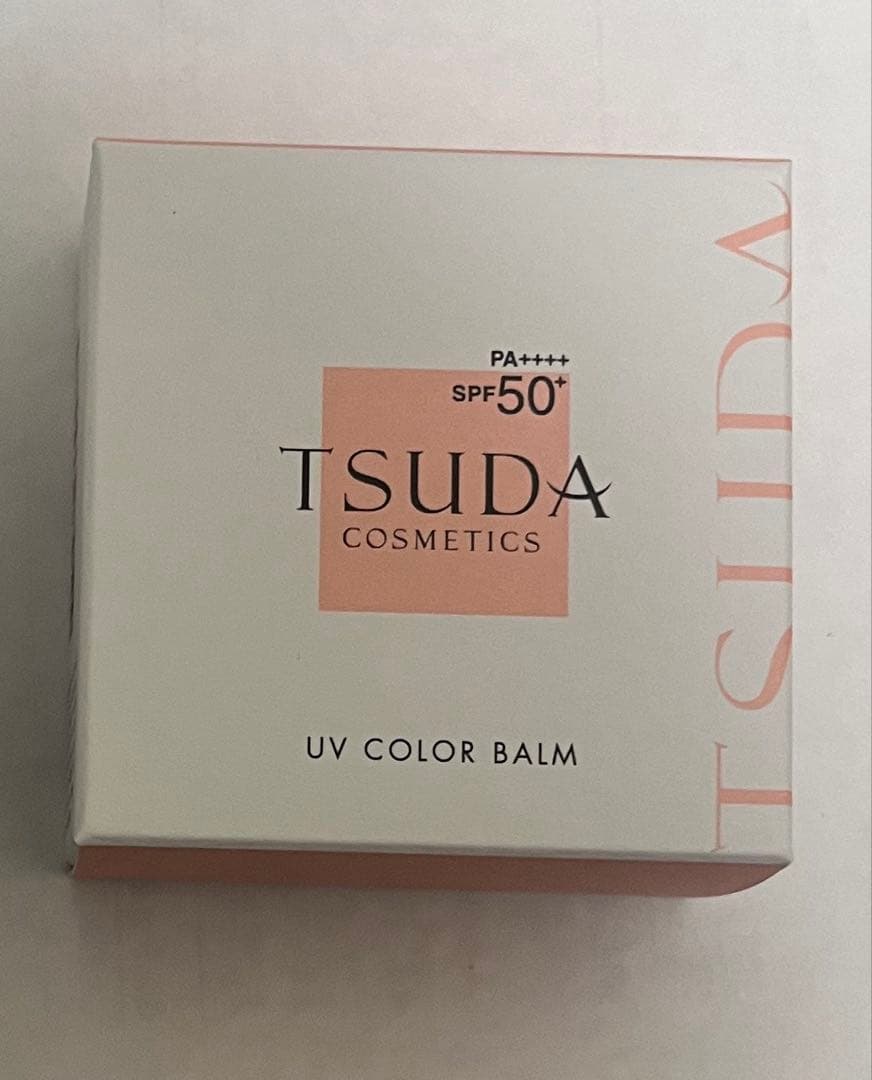 PA++++
SPF50+
TSUDA
COSMETICS
UV COLOR BALM
TSUDA